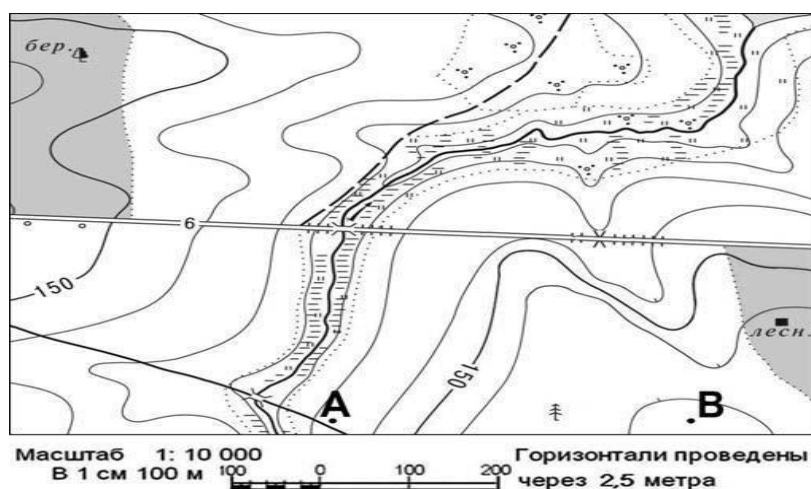 бер.
6
150
лесн.
150
А
В
Масштаб 1: 10 000
В 1 см 100 м
100 0 100 200
Горизонтали проведены
через 2,5 метра